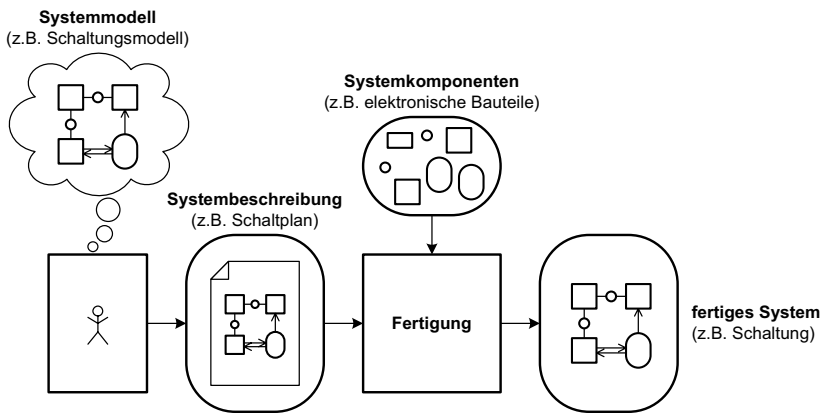 Systemmodell
(z.B. Schaltungsmodell)
Systemkomponenten
(z.B. elektronische Bauteile)
Systembeschreibung
(z.B. Schaltplan)
Fertigung
fertiges System
(z.B. Schaltung)